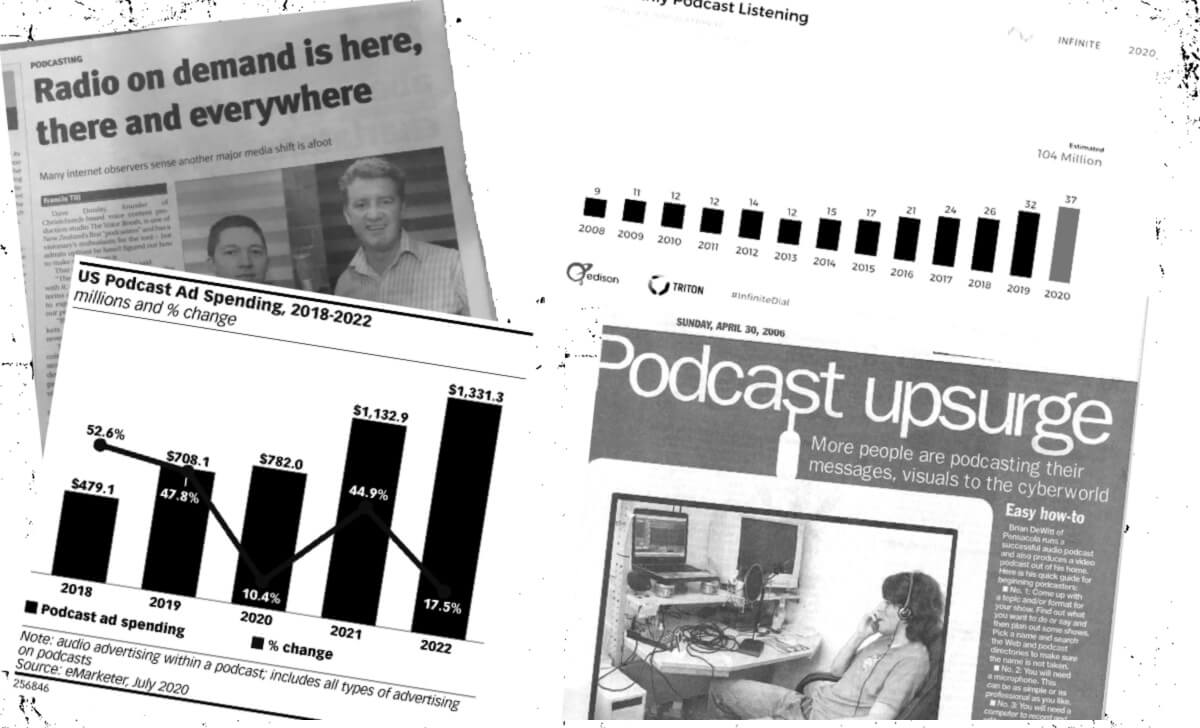 PODCASTING
Radio on demand is here,
there and everywhere
Many internet observers sense another major media shift is afoot
Podcast Listening
INFINITE
2020
Estimated
104 Million
9 11 12 12 14 12 15 17 21 24 26 32 37
2008 2009 2010 2011 2012 2013 2014 2015 2016 2017 2018 2019 2020
edison
TRITON
#InfiniteDial
US Podcast Ad Spending, 2018-2022
millions and % change
$479.1 $708.1 $782.0 $1,132.9 $1,331.3
52.6% 47.8% 10.4% 44.9% 17.5%
2018 2019 2020 2021 2022
Podcast ad spending
% change
Note: audio advertising within a podcast; includes all types of advertising
on podcasts
Source: eMarketer, July 2020
256846
SUNDAY, APRIL 30, 2006
Podcast upsurge
More people are podcasting their
messages, visuals to the cyberworld
Easy how-to
Brian DeWitt of
Pensacola runs a
successful audio podcast
and also produces a video
podcast out of his home.
Here is his quick guide for
beginning podcasters:
■ No. 1: Come up with
a topic and/or format for
your show. Find out what
you want to do or say and
then plan out some shows.
Pick a name and search
the Web and podcast
directories to make sure
the name is not taken.
■ No. 2: You will need
a microphone. This
can be as simple or as
professional as you like.
■ No. 3: You will need a
computer to record and